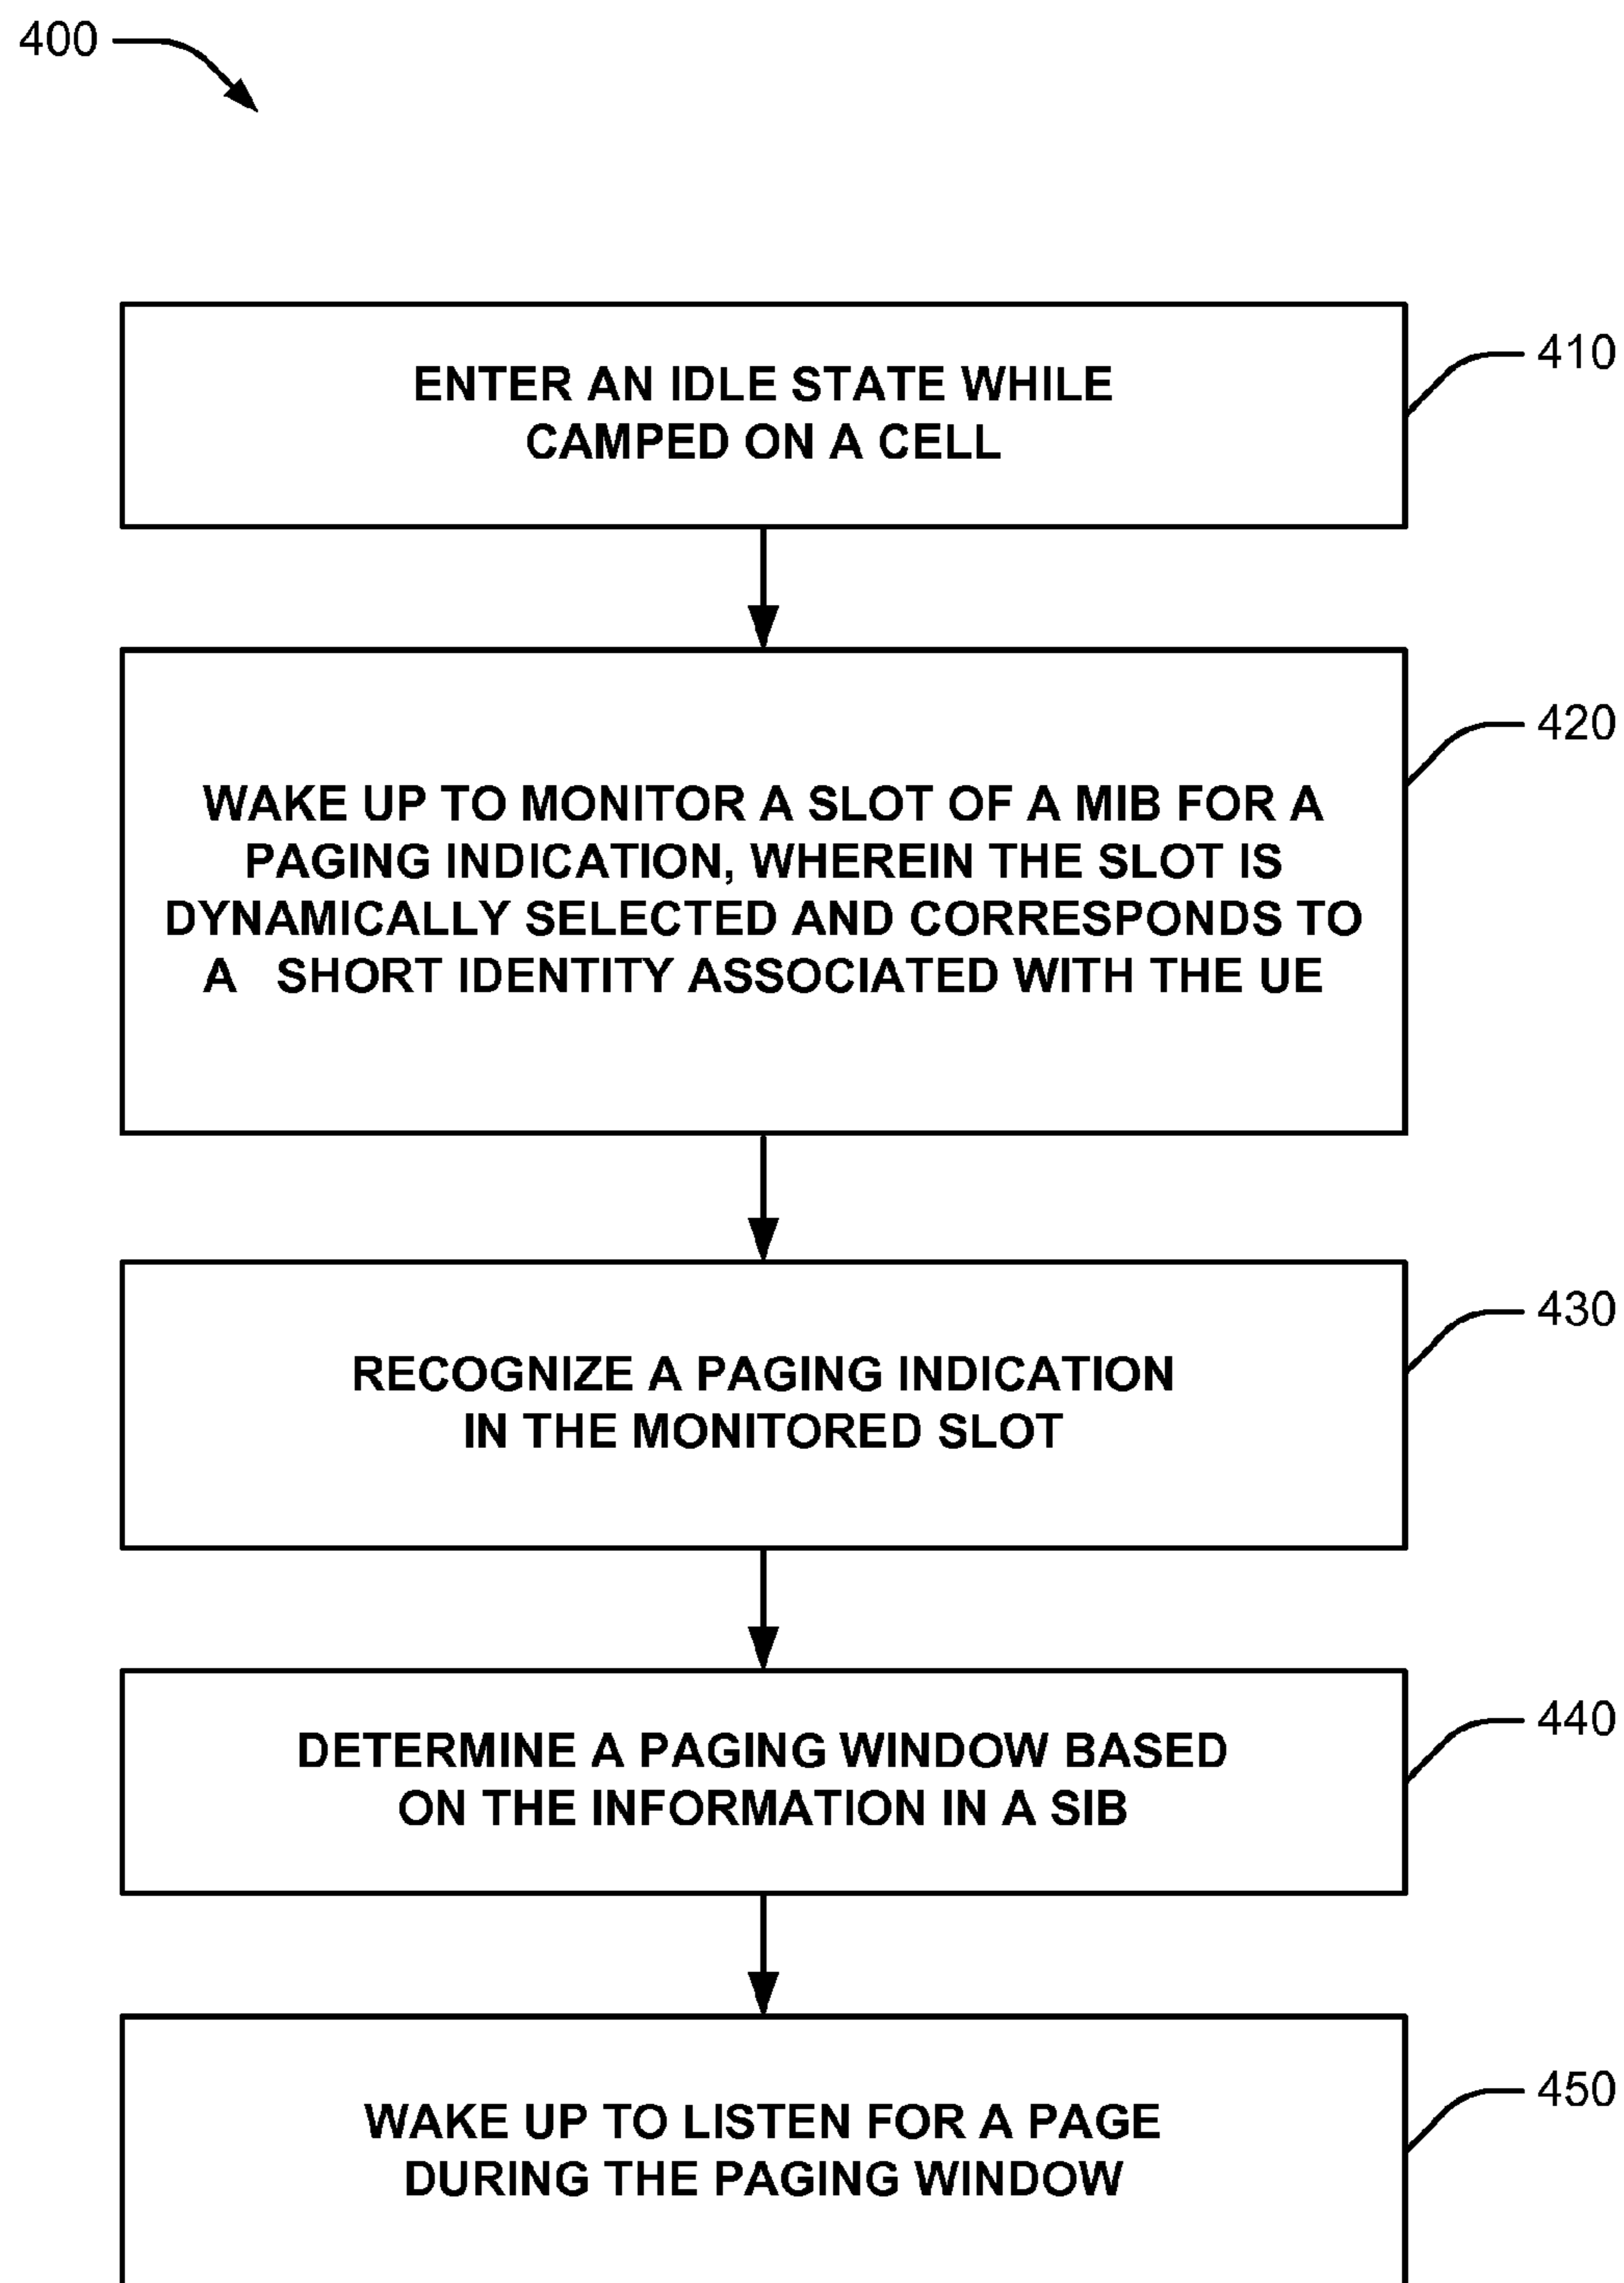 400
ENTER AN IDLE STATE WHILE
CAMPED ON A CELL
410
WAKE UP TO MONITOR A SLOT OF A MIB FOR A
PAGING INDICATION, WHEREIN THE SLOT IS
DYNAMICALLY SELECTED AND CORRESPONDS TO
A SHORT IDENTITY ASSOCIATED WITH THE UE
420
RECOGNIZE A PAGING INDICATION
IN THE MONITORED SLOT
430
DETERMINE A PAGING WINDOW BASED
ON THE INFORMATION IN A SIB
440
WAKE UP TO LISTEN FOR A PAGE
DURING THE PAGING WINDOW
450